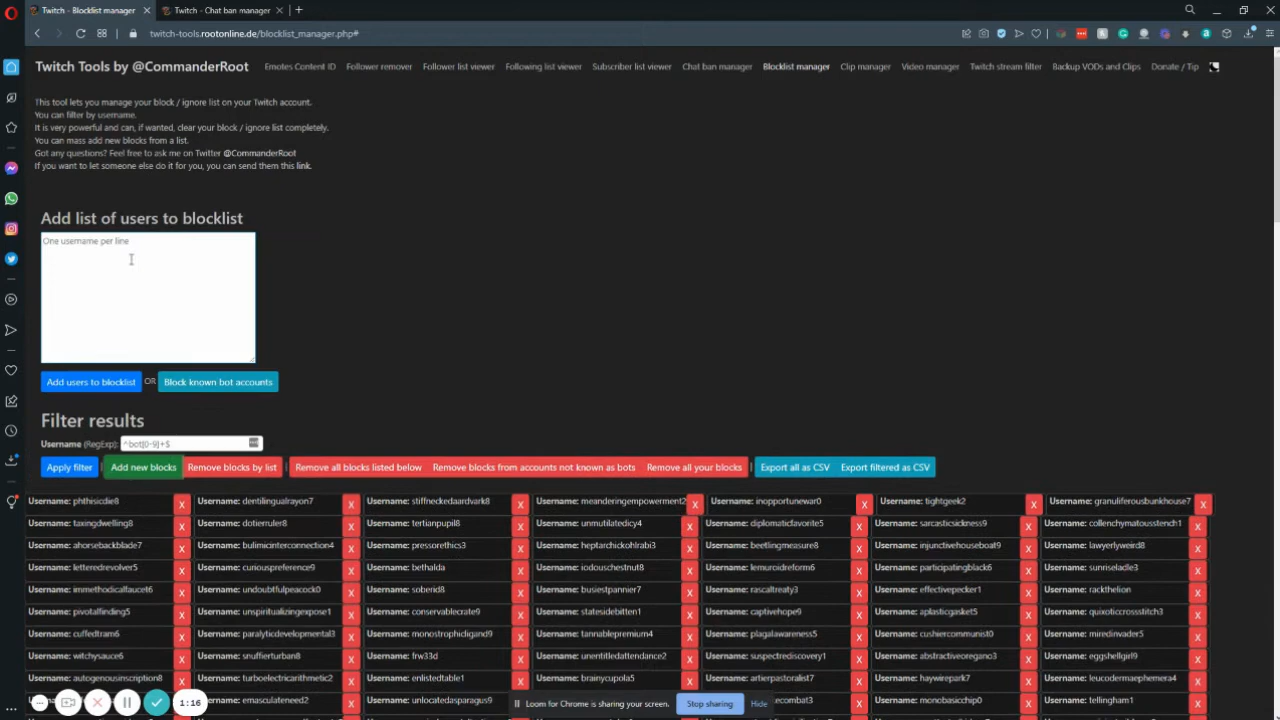 Twitch - Blocklist manager
Twitch - Chat ban manager
twitch-tools.rootonline.de/blocklist_manager.php#
Twitch Tools by @CommanderRoot
Emotes Content ID
Follower remover
Follower list viewer
Following list viewer
Subscriber list viewer
Chat ban manager
Blocklist manager
Clip manager
Video manager
Twitch stream filter
Backup VODs and Clips
Donate / Tip
This tool lets you manage your block / ignore list on your Twitch account.
You can filter by username.
It is very powerful and can, if wanted, clear your block / ignore list completely.
You can mass add new blocks from a list.
Got any questions? Feel free to ask me on Twitter @CommanderRoot
If you want to let someone else do it for you, you can send them this link.
Add list of users to blocklist
One username per line
Add users to blocklist OR Block known bot accounts
Filter results
Username (RegExp): ^bot[0-9]+$
Apply filter | Add new blocks Remove blocks by list | Remove all blocks listed below Remove blocks from accounts not known as bots Remove all your blocks | Export all as CSV Export filtered as CSV
Username: phthisicdie8 X Username: dentilingualrayon7 X Username: stiffneckedaardvark8 X Username: meanderingempowerment2 X Username: inopportunewar0 X Username: tightgeek2 X Username: granuliferousbunkhouse7 X
Username: taxingdwelling8 X Username: dotierruler8 X Username: tertianpupil8 X Username: unmutilatedicy4 X Username: diplomaticfavorite5 X Username: sarcasticsickness9 X Username: collenchymatousstench1 X
Username: ahorsebackblade7 X Username: bulimicinterconnection4 X Username: pressorethics3 X Username: heptarchickohlrabi3 X Username: beetlingmeasure8 X Username: injunctivehouseboat9 X Username: lawyerlyweird8 X
Username: letteredrevolver5 X Username: curiouspreference9 X Username: bethalda X Username: iodouschestnut8 X Username: lemuroidreform6 X Username: participatingblack6 X Username: sunriseladle3 X
Username: immethodicalfaucet6 X Username: undoubtfulpeacock0 X Username: soberid8 X Username: busiestpannier7 X Username: rascaltreaty3 X Username: effectivepecker1 X Username: rackthelion X
Username: pivotalfinding5 X Username: unspiritualizingexpose1 X Username: conservablecrate9 X Username: statesidebitten1 X Username: captivehope9 X Username: aplasticgasket5 X Username: quixoticcrossstitch3 X
Username: cuffedtram6 X Username: paralyticdevelopmental3 X Username: monostrophicligand9 X Username: tannablepremium4 X Username: plagalawareness5 X Username: cushiercommunist0 X Username: miredinvader5 X
Username: witchysauce6 X Username: snuffierturban8 X Username: frw33d X Username: unentitledattendance2 X Username: suspectrediscovery1 X Username: abstractiveoregano3 X Username: eggshellgirl9 X
Username: autogenousinscription8 X Username: turboelectricarithmetic2 X Username: enlistedtable1 X Username: brainycupola5 X Username: artierpastoralist7 X Username: haywirepark7 X Username: leucodermaephemera4 X
Username: emasculateneed2 X Username: unlocatedasparagus9 X X Username: monobasicchip0 X Username: tellingham1 X
1:16
Loom for Chrome is sharing your screen.
Stop sharing
Hide